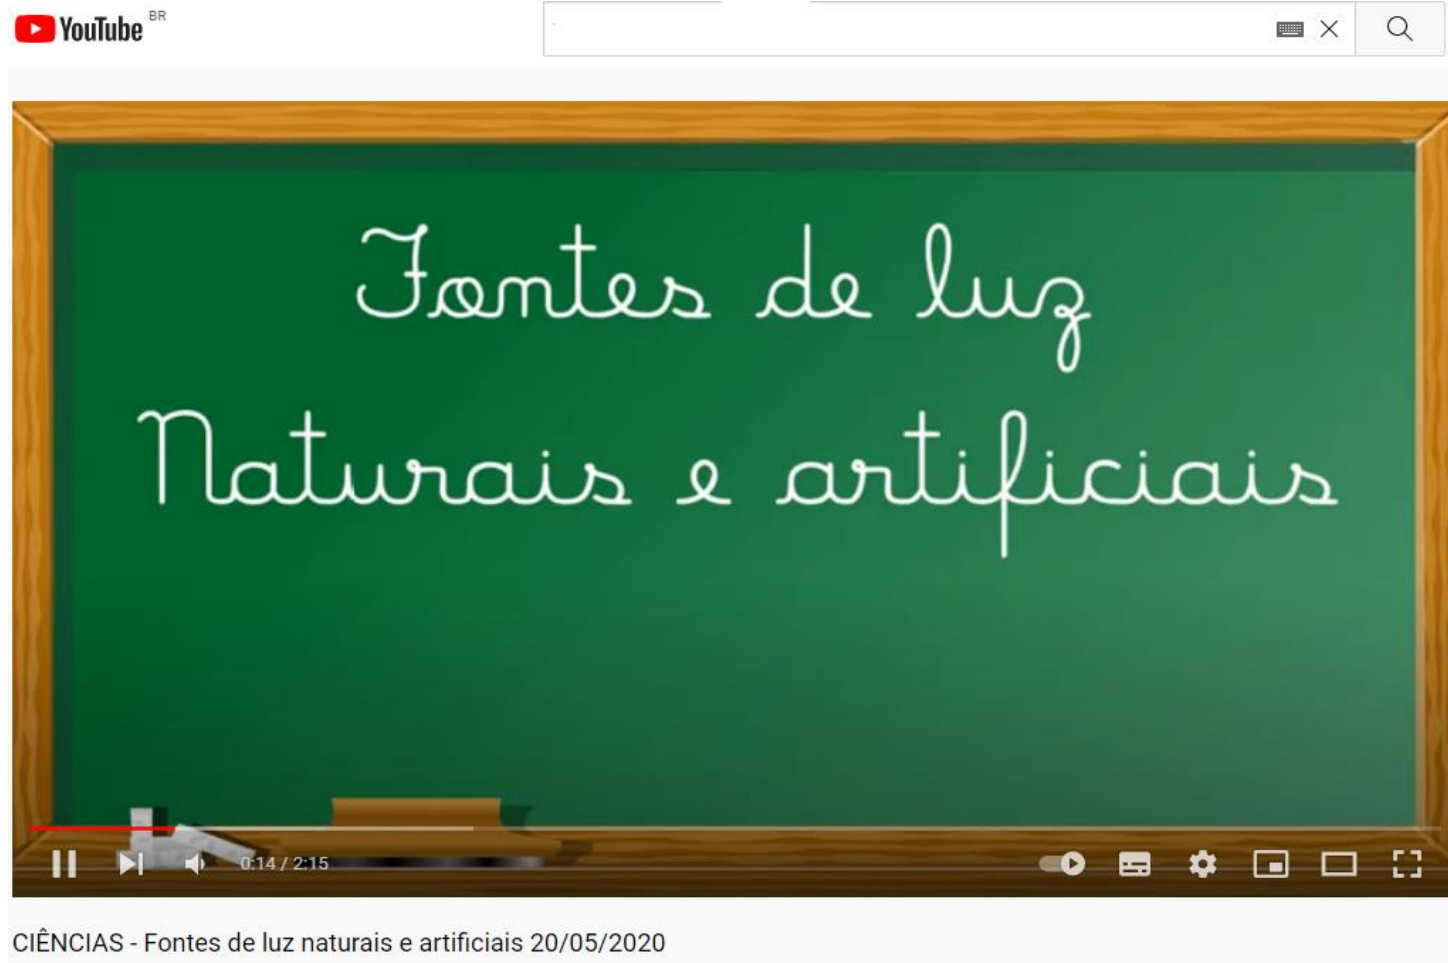 YouTube BR
Fontes de luz
Naturais e artificiais
0:14 / 2:15
CIÊNCIAS - Fontes de luz naturais e artificiais 20/05/2020